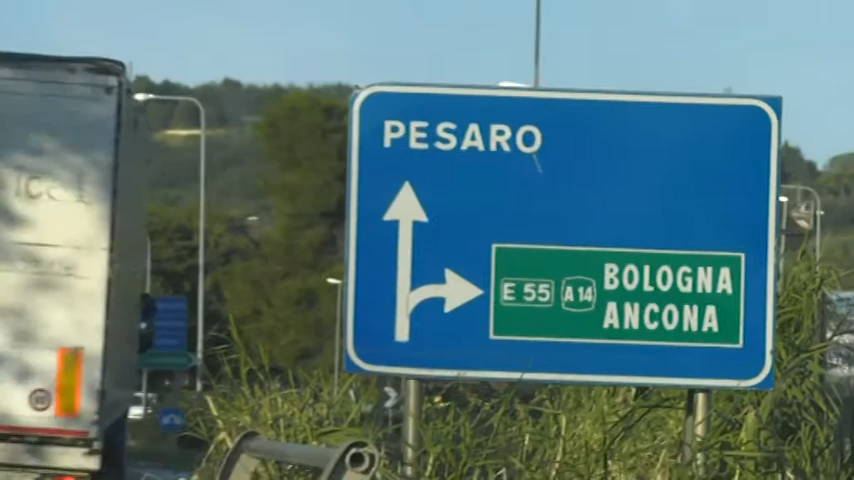 PESARO
E 55
A 14
BOLOGNA
ANCONA